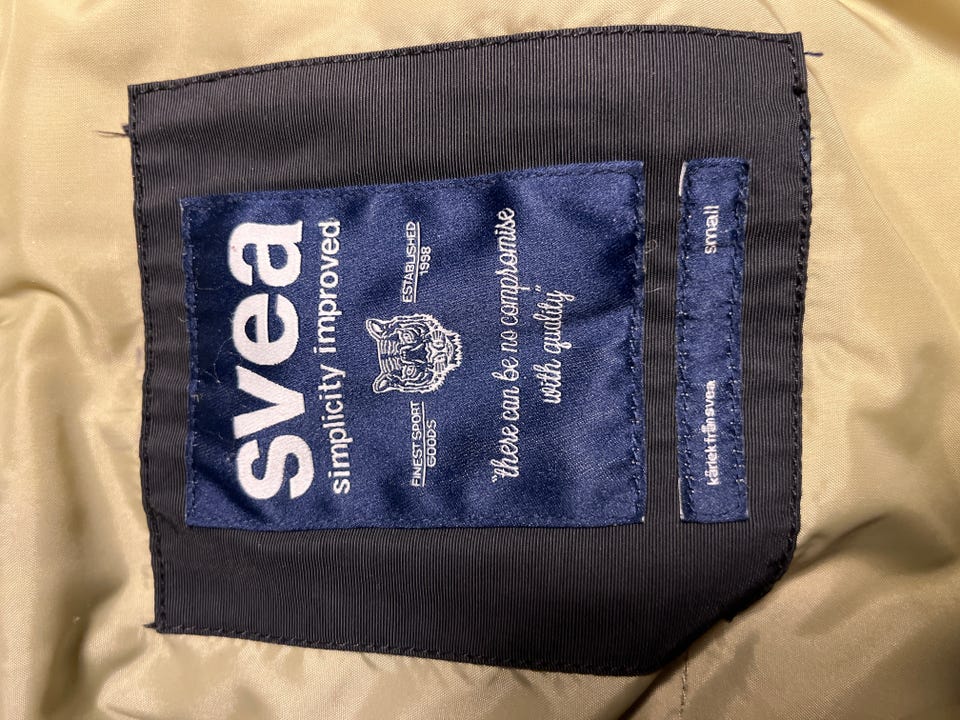 svea
simplicity improved
FINEST SPORT
GOODS
ESTABLISHED
1998
"there can be no compromise
with quality"
kärlek från svea
small